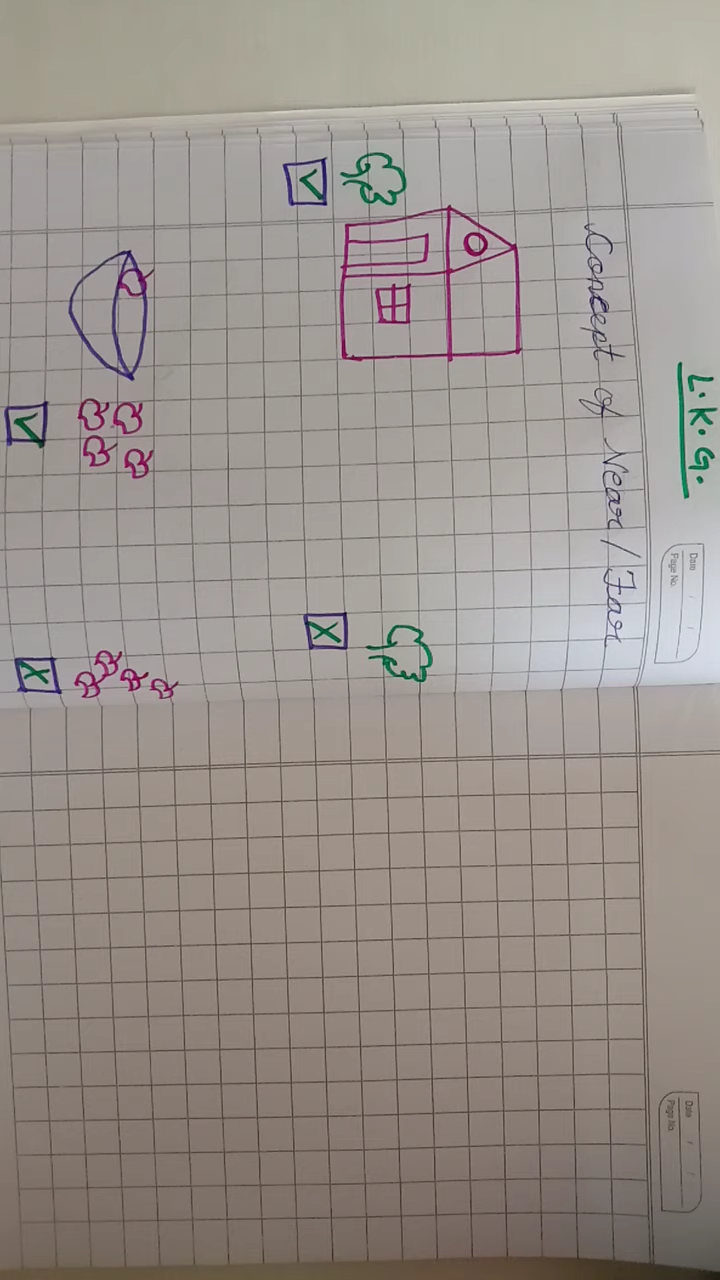 L.K.G.
Date / /
Page No.
Concept of Near/Far
Date / /
Page No.